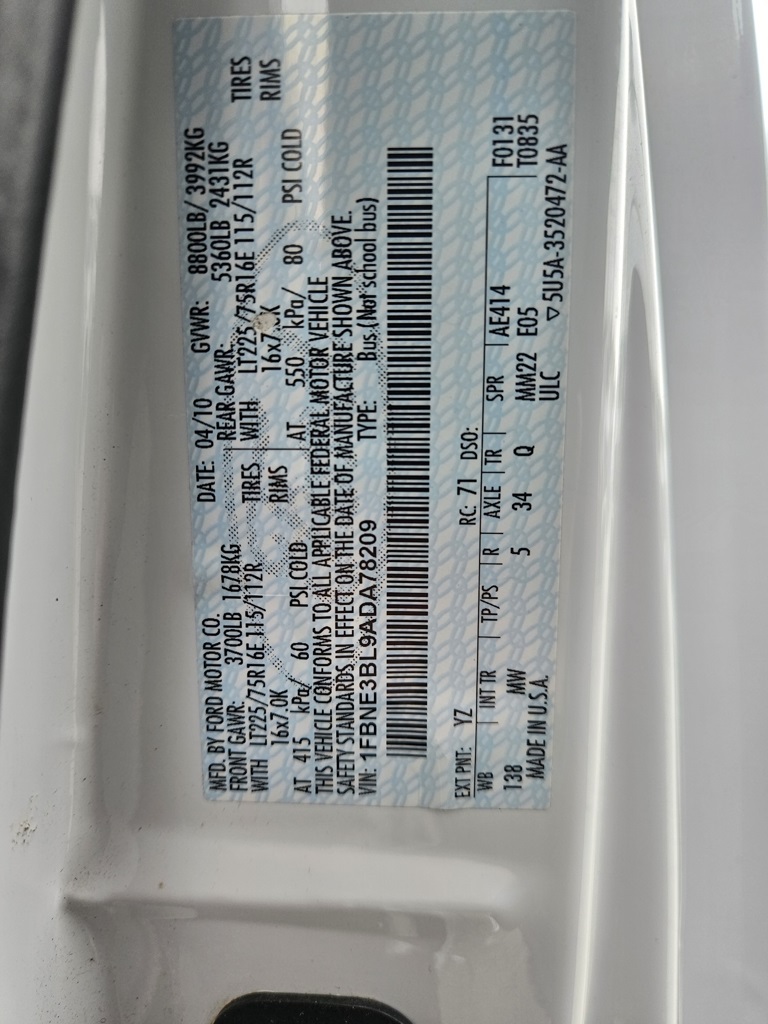 MFD. BY FORD MOTOR CO.
DATE: 04/10 GVWR: 8800LB/ 3992KG
FRONT GAWR: 3700LB 1678KG REAR GAWR: 5360LB 2431KG
WITH LT225/75R16E 115/112R TIRES WITH LT225/75R16E 115/112R TIRES
16x7.0K RIMS 16x7.0K RIMS
AT 415 kPa/ 60 PSI COLD AT 550 kPa/ 80 PSI COLD
THIS VEHICLE CONFORMS TO ALL APPLICABLE FEDERAL MOTOR VEHICLE
SAFETY STANDARDS IN EFFECT ON THE DATE OF MANUFACTURE SHOWN ABOVE.
VIN: 1FBNE3BL9ADA78209 TYPE: Bus (Not school bus)
EXT PNT: YZ RC: 71 DSO: F0131
WB INT TR TP/PS R AXLE TR SPR AE414 T0835
138 MW 5 34 Q MM22 E05
MADE IN U.S.A. ULC ▽5U5A-3520472-AA